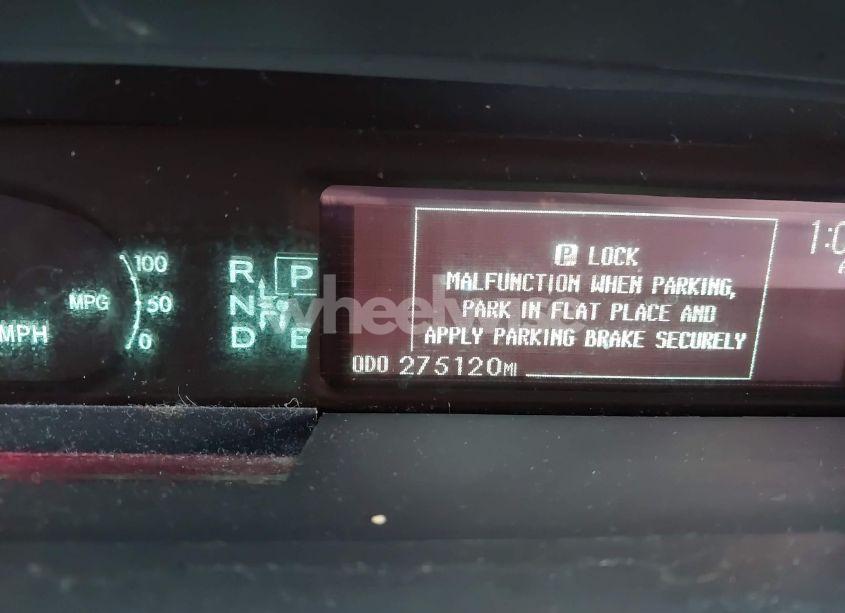 100
MPG
50
MPH
0
R P
N
D
P LOCK
MALFUNCTION WHEN PARKING,
PARK IN FLAT PLACE AND
APPLY PARKING BRAKE SECURELY
ODO 275120MI